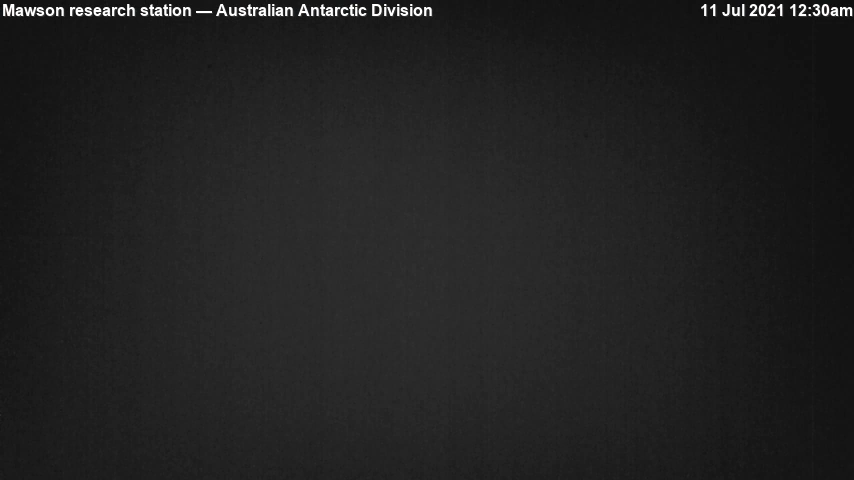 Mawson research station — Australian Antarctic Division
11 Jul 2021 12:30am